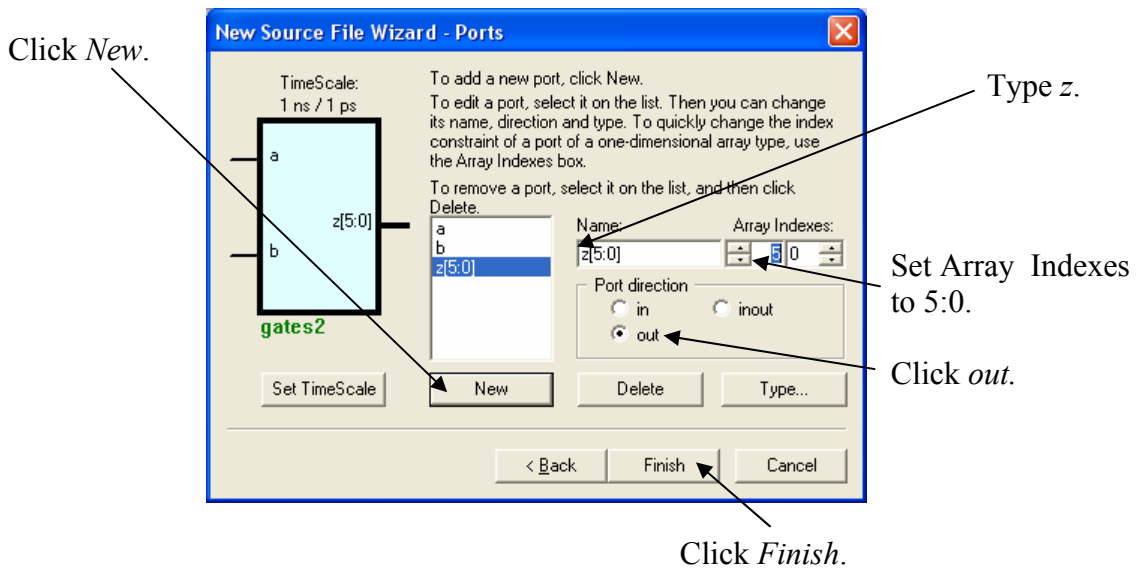 New Source File Wizard - Ports
Click New.
Type z.
TimeScale:
1 ns / 1 ps
a
b
z[5:0]
gates2
To add a new port, click New.
To edit a port, select it on the list. Then you can change
its name, direction and type. To quickly change the index
constraint of a port of a one-dimensional array type, use
the Array Indexes box.
To remove a port, select it on the list, and then click
Delete.
a
b
z[5:0]
Name:
Array Indexes:
z[5:0]
5
0
Set Array Indexes
to 5:0.
Port direction
in
inout
out
Click out.
Set TimeScale
New
Delete
Type...
< Back
Finish
Cancel
Click Finish.